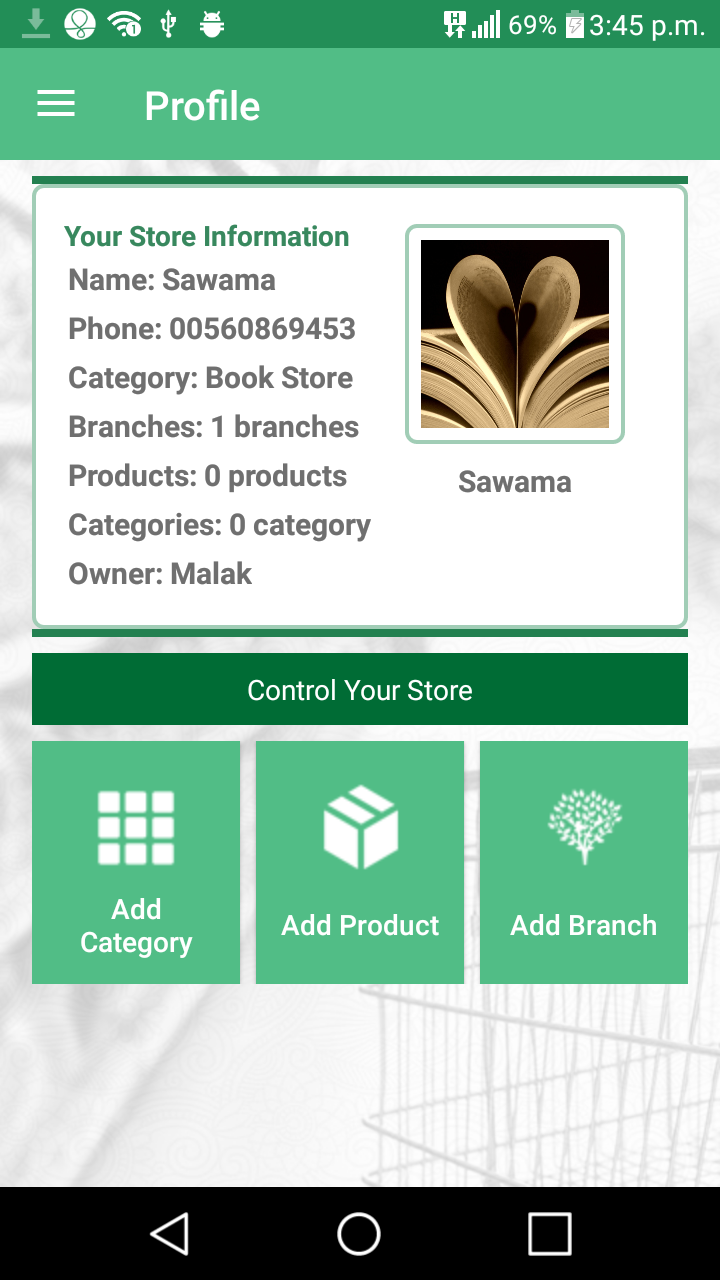 69% 3:45 p.m.
Profile
Your Store Information
Name: Sawama
Phone: 00560869453
Category: Book Store
Branches: 1 branches
Products: 0 products
Categories: 0 category
Owner: Malak
Sawama
Control Your Store
Add
Category
Add Product
Add Branch